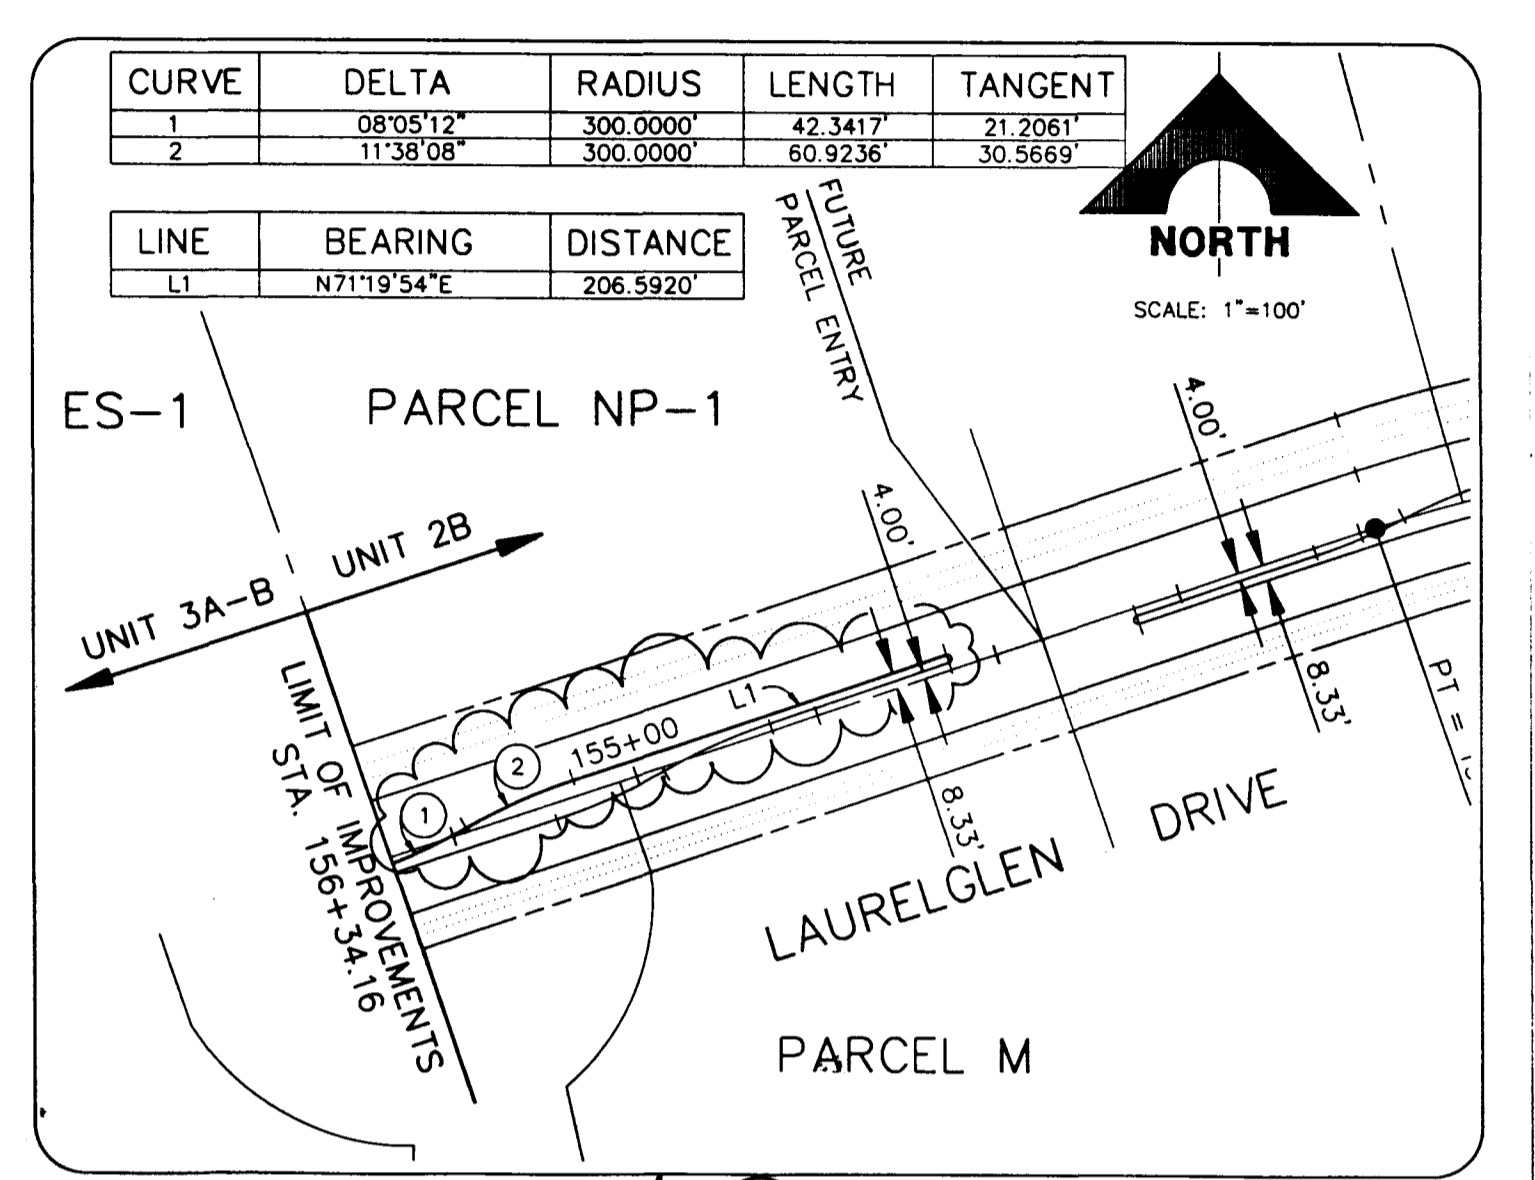 CURVE DELTA RADIUS LENGTH TANGENT
1 08°05'12" 300.0000' 42.3417' 21.2061'
2 11°38'08" 300.0000' 60.9236' 30.5669'
LINE BEARING DISTANCE
L1 N71°19'54"E 206.5920'
NORTH
SCALE: 1"=100'
FUTURE
PARCEL ENTRY
ES-1
PARCEL NP-1
4.00'
4.00'
UNIT 2B
UNIT 3A-B
LIMIT OF IMPROVEMENTS
STA. 156+34.16
L1
155+00
2
1
8.33'
8.33'
PT =
LAURELGLEN DRIVE
PARCEL M